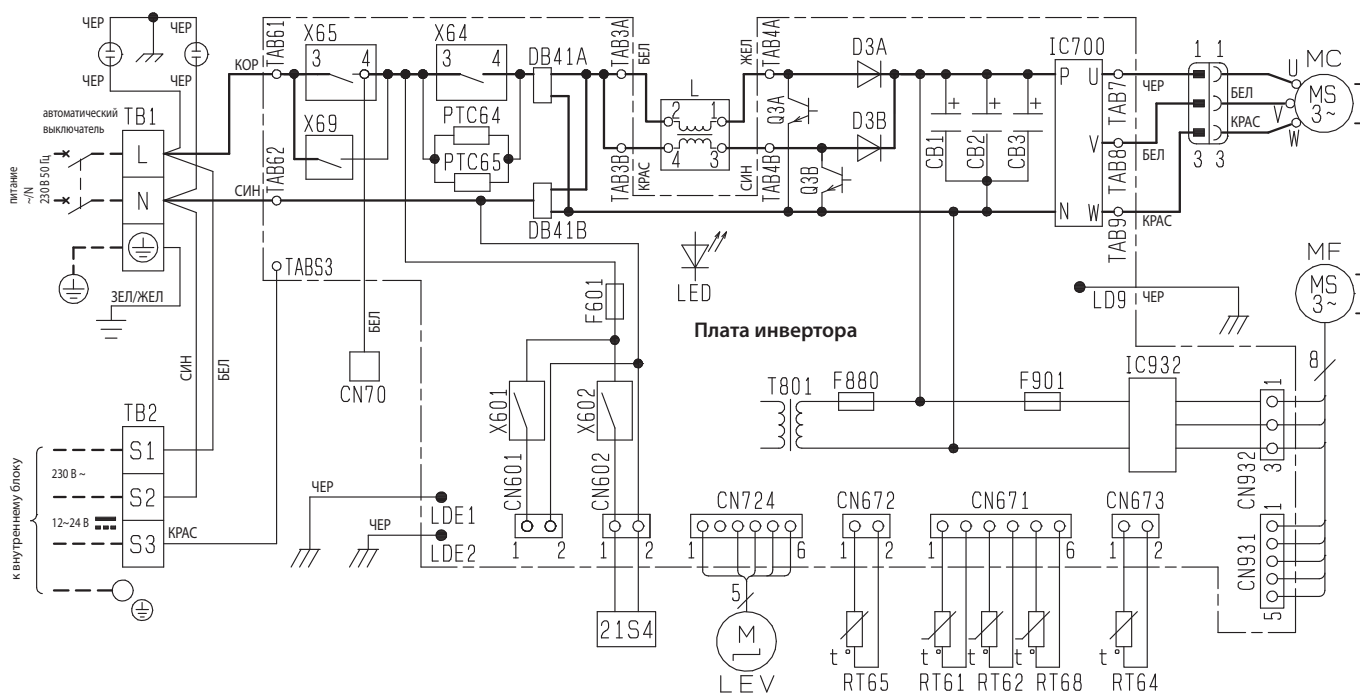 ЧЕР
ЧЕР
ЧЕР
ЧЕР
автоматический
выключатель
питание
~/N
230 В 50 Гц
TB1
L
N
КОР
СИН
ЗЕЛ/ЖЕЛ
СИН
БЕЛ
TB2
S1
S2
S3
к внутреннему блоку
230 В ~
12~24 В
КРАС
TAB61
TAB62
TABS3
X65
3
4
X69
X64
3
4
PTC64
PTC65
DB41A
DB41B
БЕЛ
CN70
TAB3A
TAB3B
БЕЛ
КРАС
L
2
1
4
3
ЖЕЛ
СИН
TAB4A
TAB4B
Q3A
Q3B
D3A
D3B
CB1
+
CB2
+
CB3
+
IC700
P
U
V
N
W
TAB7
TAB8
TAB9
ЧЕР
БЕЛ
КРАС
1
1
3
3
БЕЛ
КРАС
U
V
W
MC
MS
3~
MF
MS
3~
8
LED
Плата инвертора
LD9
ЧЕР
F601
X601
X602
CN601
1
2
CN602
1
2
21S4
ЧЕР
LDE1
ЧЕР
LDE2
T801
F880
F901
IC932
CN932
1
3
CN931
1
5
CN724
1
6
5
M
LEV
CN672
1
2
t°
RT65
CN671
1
6
t°
RT61
t°
RT62
t°
RT68
CN673
1
2
t°
RT64